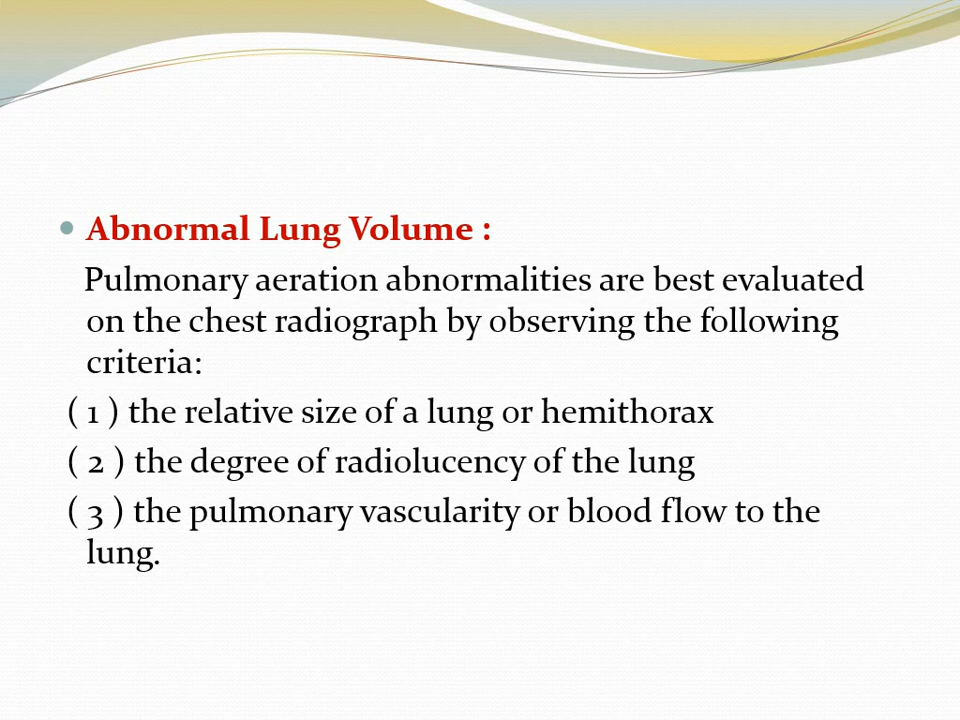 Abnormal Lung Volume :
Pulmonary aeration abnormalities are best evaluated
on the chest radiograph by observing the following
criteria:
( 1 ) the relative size of a lung or hemithorax
( 2 ) the degree of radiolucency of the lung
( 3 ) the pulmonary vascularity or blood flow to the
lung.